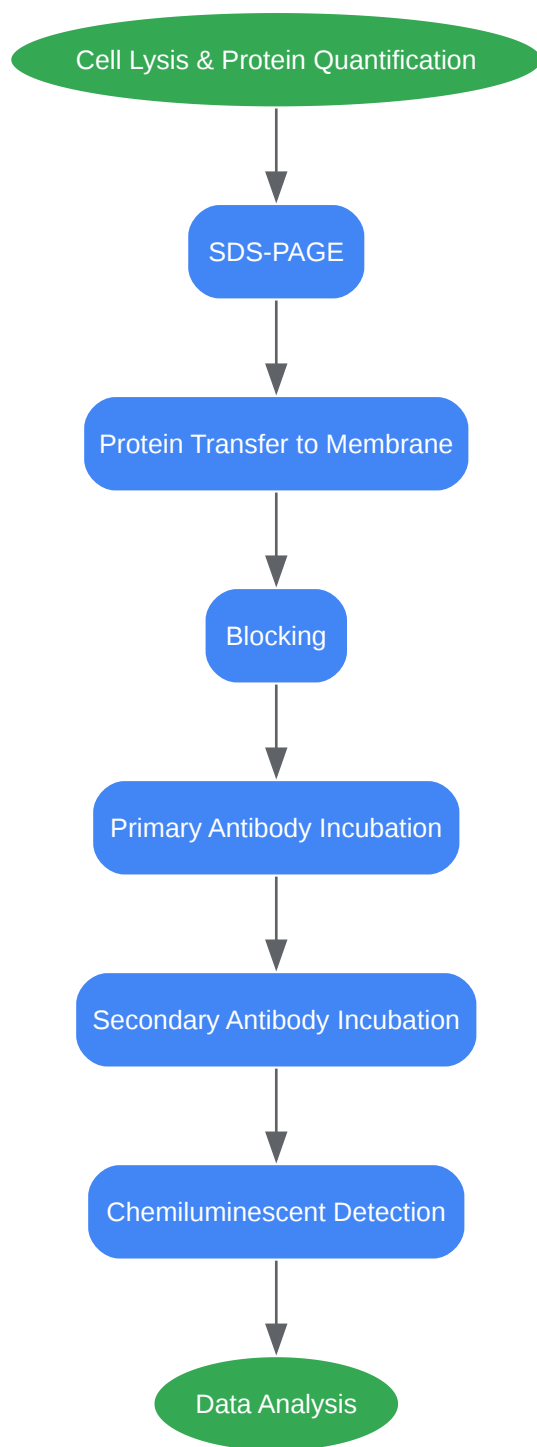 Cell Lysis & Protein Quantification
SDS-PAGE
Protein Transfer to Membrane
Blocking
Primary Antibody Incubation
Secondary Antibody Incubation
Chemiluminescent Detection
Data Analysis